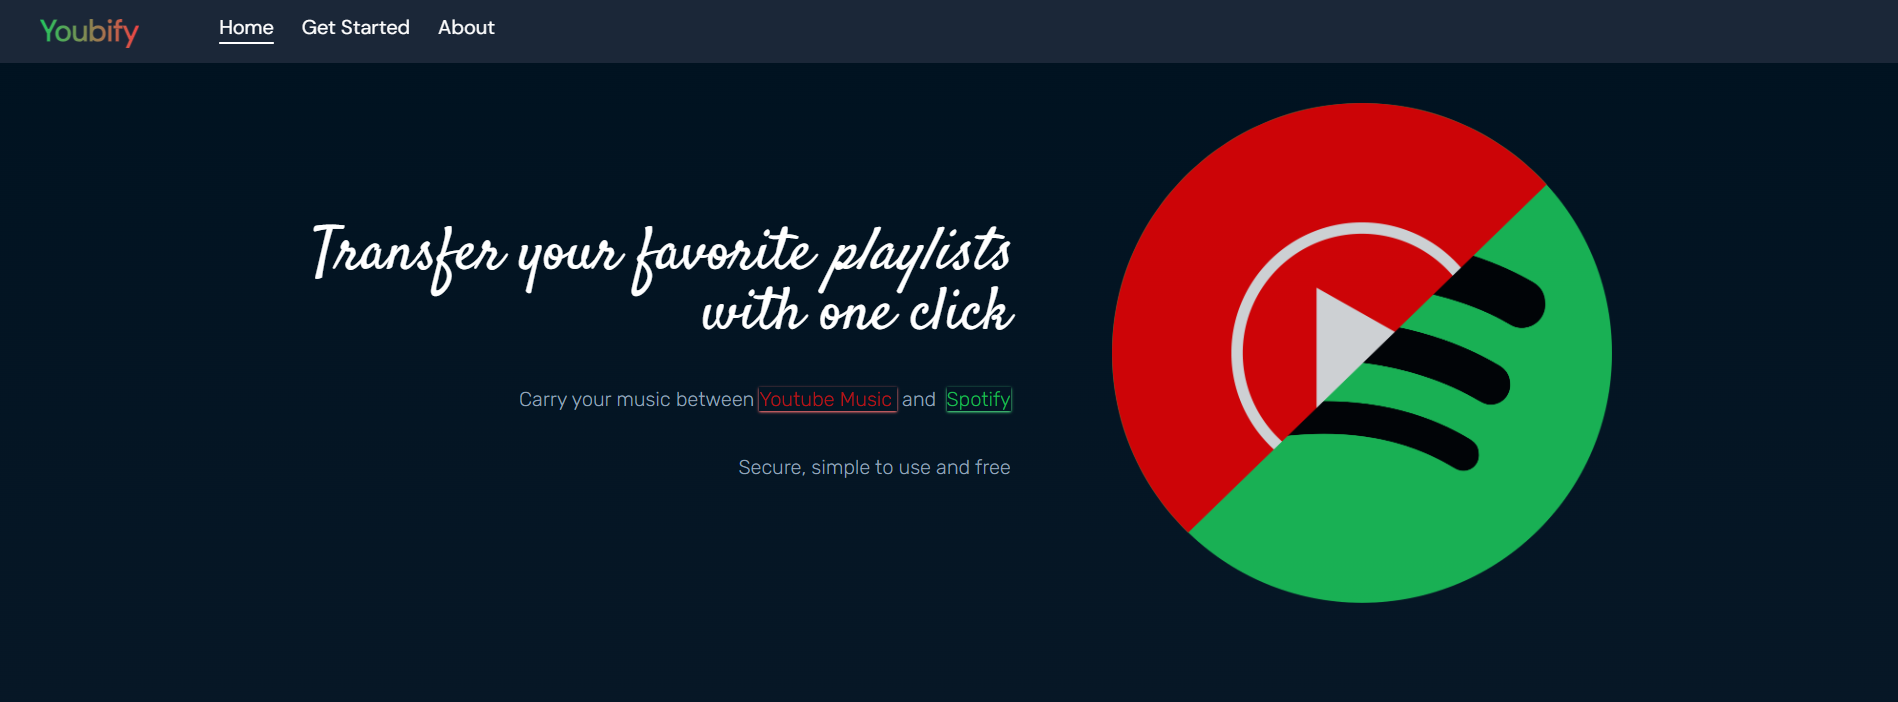 Youbify
Home Get Started About
Transfer your favorite playlists
with one click
Carry your music between Youtube Music and Spotify
Secure, simple to use and free